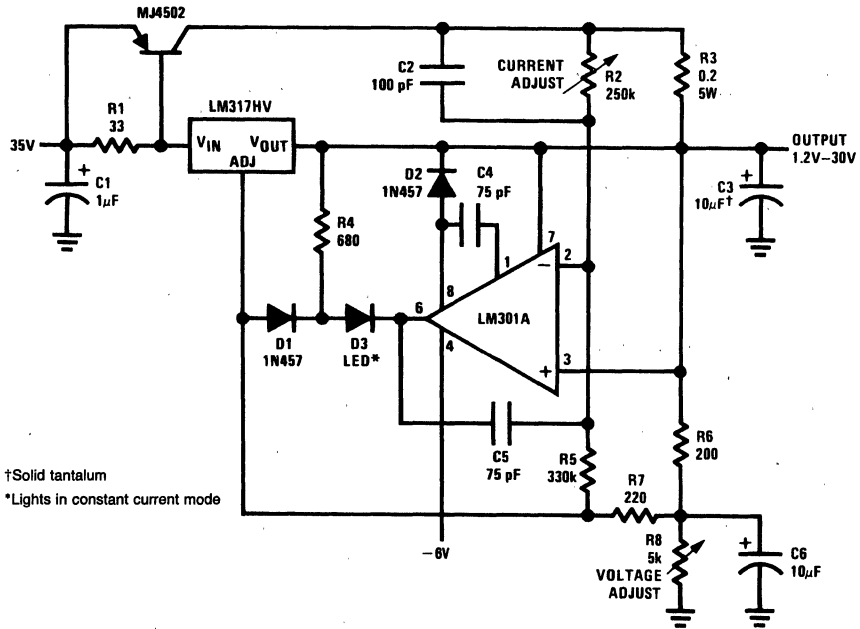 MJ4502
C2
100 pF
CURRENT
ADJUST
R2
250k
R3
0.2
5W
R1
33
LM317HV
35V
VIN
VOUT
ADJ
OUTPUT
1.2V–30V
+
C1
1μF
D2
1N457
C4
75 pF
+
C3
10μF†
R4
680
1
7
−
2
8
6
LM301A
4
+
3
D1
1N457
D3
LED*
C5
75 pF
R5
330k
R6
200
R7
220
†Solid tantalum
*Lights in constant current mode
−6V
R8
5k
VOLTAGE
ADJUST
+
C6
10μF